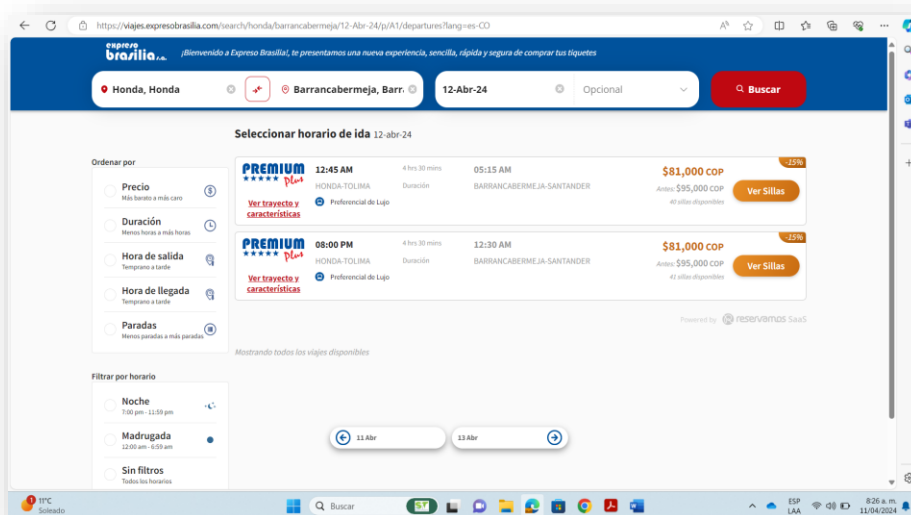 https://viajes.expresobrasilia.com/search/honda/barrancabermeja/12-Abr-24/p/A1/departures?lang=es-CO
expreso
brasilia s.a.
¡Bienvenido a Expreso Brasilia!, te presentamos una nueva experiencia, sencilla, rápida y segura de comprar tus tiquetes
Honda, Honda
Barrancabermeja, Barr
12-Abr-24
Opcional
Buscar
Seleccionar horario de ida 12-abr-24
Ordenar por
Precio
Más barato a más caro
Duración
Menos horas a más horas
Hora de salida
Temprano a tarde
Hora de llegada
Temprano a tarde
Paradas
Menos paradas a más paradas
Filtrar por horario
Noche
7:00 pm - 11:59 pm
Madrugada
12:00 am - 6:59 am
Sin filtros
Todos los horarios
PREMIUM
Plus
Ver trayecto y
características
12:45 AM
4 hrs 30 mins
05:15 AM
HONDA-TOLIMA
Duración
BARRANCABERMEJA-SANTANDER
Preferencial de Lujo
-15%
$81,000 COP
Antes: $95,000 COP
40 sillas disponibles
Ver Sillas
PREMIUM
Plus
Ver trayecto y
características
08:00 PM
4 hrs 30 mins
12:30 AM
HONDA-TOLIMA
Duración
BARRANCABERMEJA-SANTANDER
Preferencial de Lujo
-15%
$81,000 COP
Antes: $95,000 COP
41 sillas disponibles
Ver Sillas
Powered by reservamos SaaS
Mostrando todos los viajes disponibles
11 Abr
13 Abr
1
11°C
Soleado
Buscar
ESP
LAA
8:26 a. m.
11/04/2024